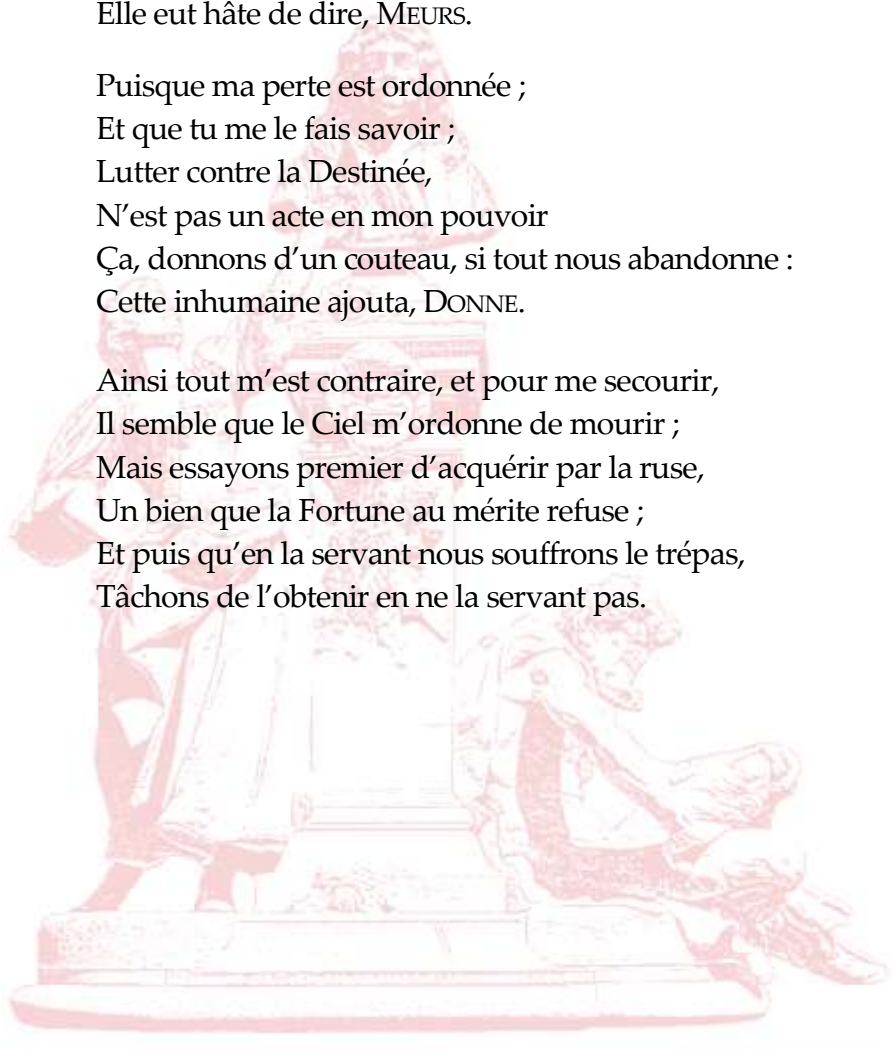 Elle eut hâte de dire, MEURS.
Puisque ma perte est ordonnée ;
Et que tu me le fais savoir ;
Lutter contre la Destinée,
N’est pas un acte en mon pouvoir
Ça, donnons d’un couteau, si tout nous abandonne :
Cette inhumaine ajouta, DONNE.
Ainsi tout m’est contraire, et pour me secourir,
Il semble que le Ciel m’ordonne de mourir ;
Mais essayons premier d’acquérir par la ruse,
Un bien que la Fortune au mérite refuse ;
Et puis qu’en la servant nous souffrons le trépas,
Tâchons de l’obtenir en ne la servant pas.